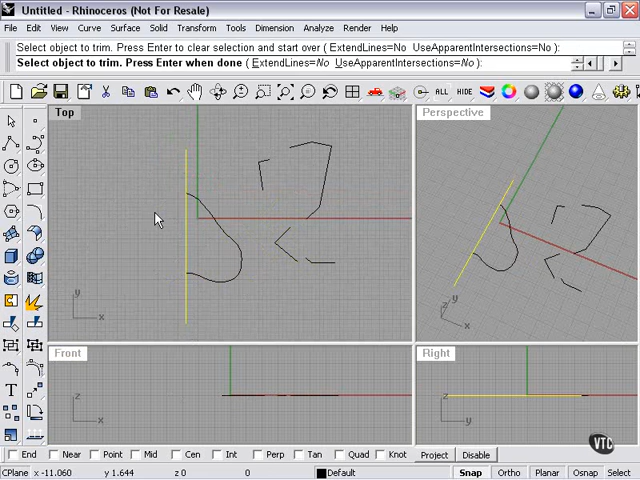 Untitled - Rhinoceros (Not For Resale)
File Edit View Curve Surface Solid Transform Tools Dimension Analyze Render Help
Select object to trim. Press Enter to clear selection and start over ( ExtendLines=No UseApparentIntersections=No ):
Select object to trim. Press Enter when done ( ExtendLines=No UseApparentIntersections=No ):
ALL HIDE
Top
Perspective
y
x
y
z
x
T
Front
Right
z
x
z
y
VTC
End Near Point Mid Cen Int Perp Tan Quad Knot Project Disable
CPlane x -11.060 y 1.644 z 0 0 Default Snap Ortho Planar Osnap Record History